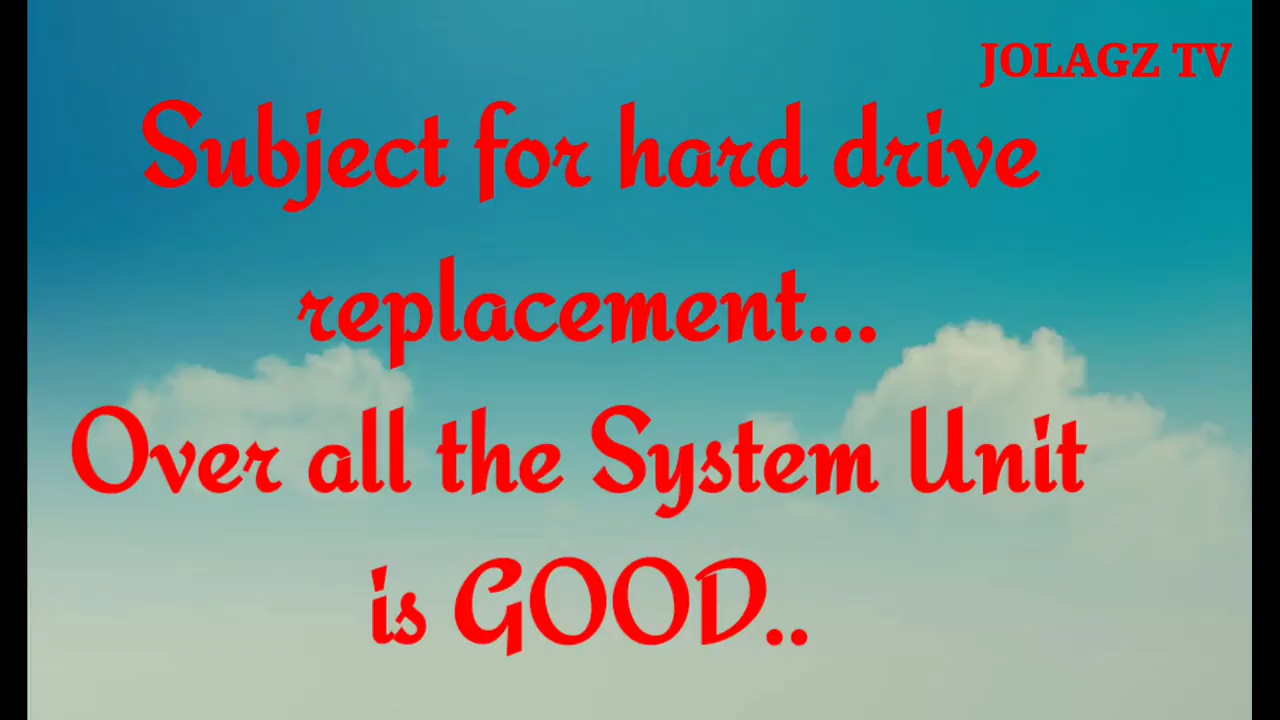 JOLAGZ TV
Subject for hard drive
replacement...
Over all the System Unit
is GOOD..